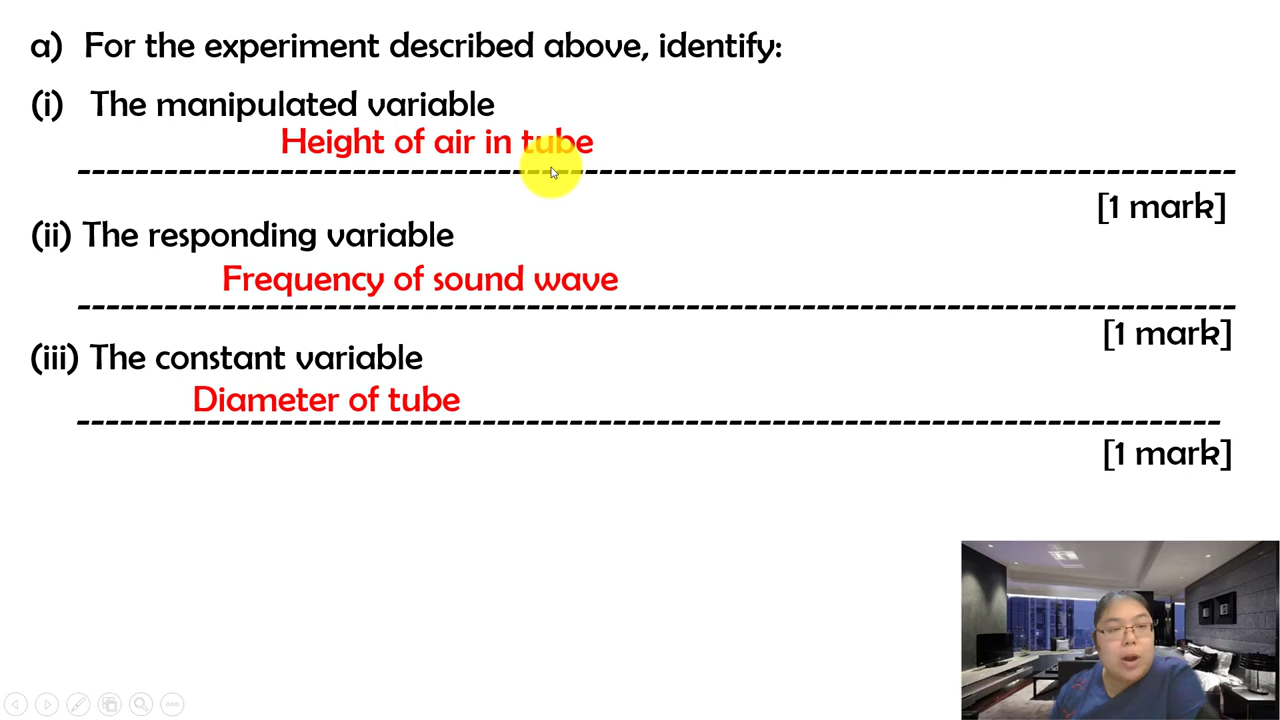 a) For the experiment described above, identify:
(i) The manipulated variable
Height of air in tube
[1 mark]
(ii) The responding variable
Frequency of sound wave
[1 mark]
(iii) The constant variable
Diameter of tube
[1 mark]